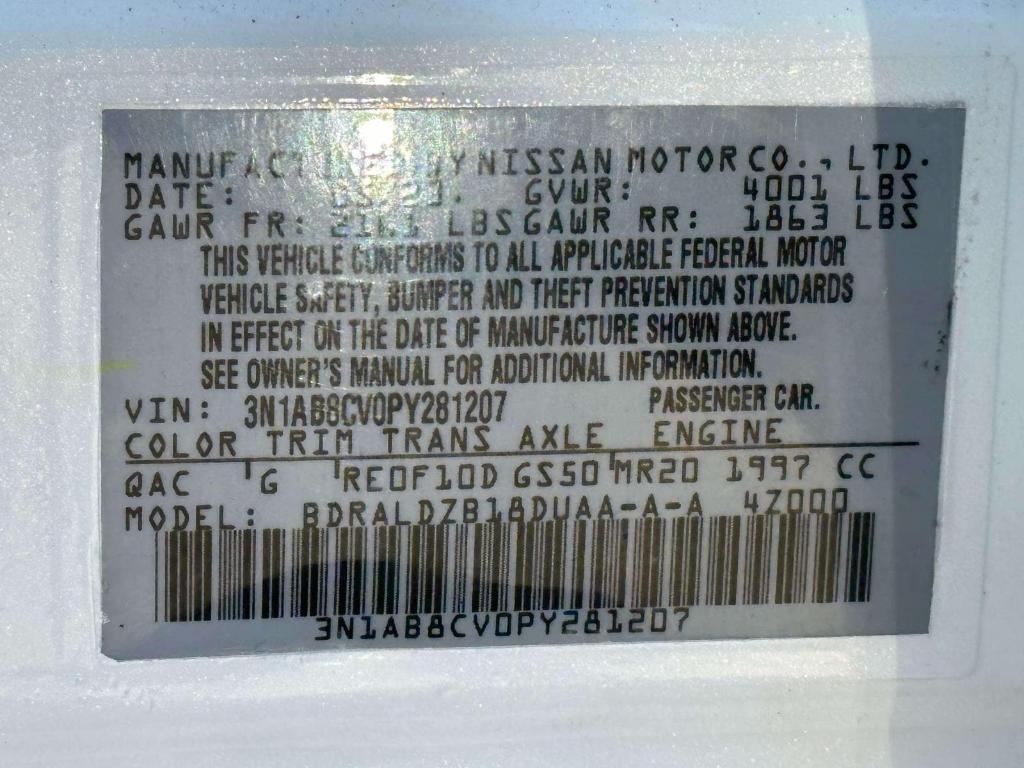 NISSAN MOTOR CO., LTD.
DATE: GVWR: 4001 LBS
GAWR FR: LBS GAWR RR: 1863 LBS
THIS VEHICLE CONFORMS TO ALL APPLICABLE FEDERAL MOTOR
VEHICLE SAFETY, BUMPER AND THEFT PREVENTION STANDARDS
IN EFFECT ON THE DATE OF MANUFACTURE SHOWN ABOVE.
SEE OWNER'S MANUAL FOR ADDITIONAL INFORMATION.
VIN: 3N1AB8CV0PY281207 PASSENGER CAR.
COLOR TRIM TRANS AXLE ENGINE
QAC G RE0F10D GS50 MR20 1997 CC
MODEL: BDRALDZB18DUAA-A-A 4Z000
3N1AB8CV0PY281207